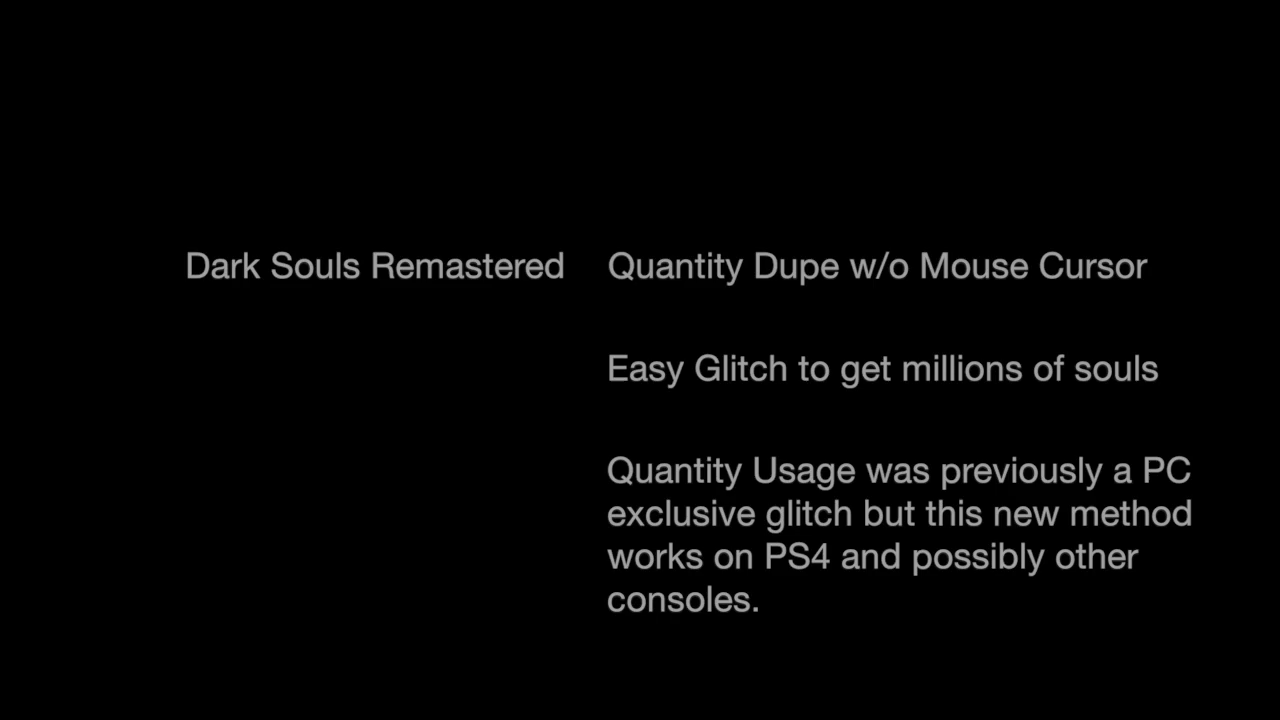 Dark Souls Remastered
Quantity Dupe w/o Mouse Cursor
Easy Glitch to get millions of souls
Quantity Usage was previously a PC
exclusive glitch but this new method
works on PS4 and possibly other
consoles.